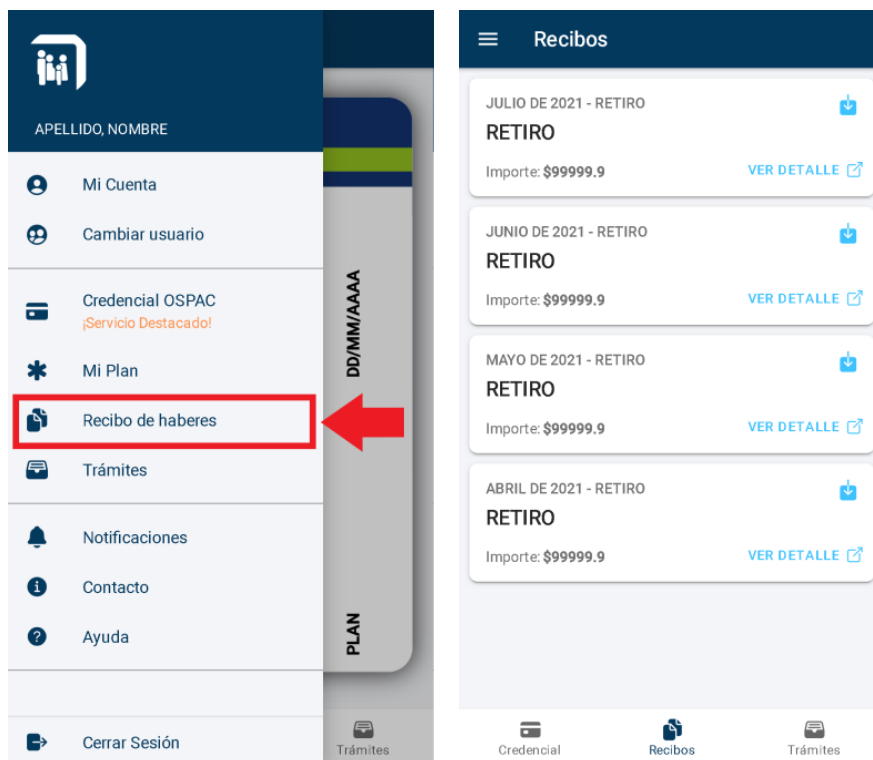 APELLIDO, NOMBRE
Mi Cuenta
Cambiar usuario
Credencial OSPAC
¡Servicio Destacado!
Mi Plan
Recibo de haberes
Trámites
Notificaciones
Contacto
Ayuda
Cerrar Sesión
DD/MM/AAAA
PLAN
Trámites
Recibos
JULIO DE 2021 - RETIRO
RETIRO
Importe: $99999.9
VER DETALLE
JUNIO DE 2021 - RETIRO
RETIRO
Importe: $99999.9
VER DETALLE
MAYO DE 2021 - RETIRO
RETIRO
Importe: $99999.9
VER DETALLE
ABRIL DE 2021 - RETIRO
RETIRO
Importe: $99999.9
VER DETALLE
Credencial
Recibos
Trámites